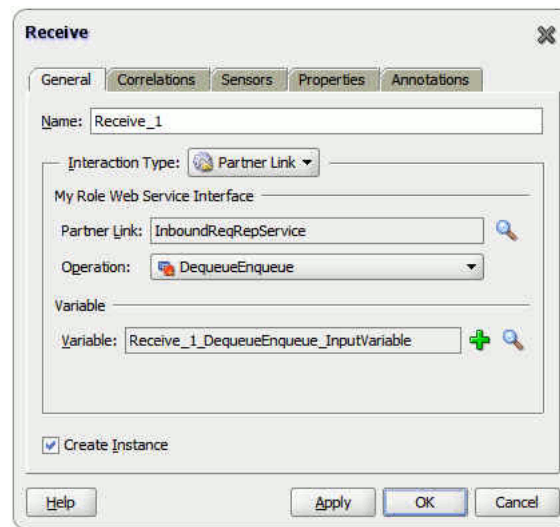 Receive
General Correlations Sensors Properties Annotations
Name: Receive_1
Interaction Type: Partner Link
My Role Web Service Interface
Partner Link: InboundReqRepService
Operation: DequeueEnqueue
Variable
Variable: Receive_1_DequeueEnqueue_InputVariable
Create Instance
Help Apply OK Cancel